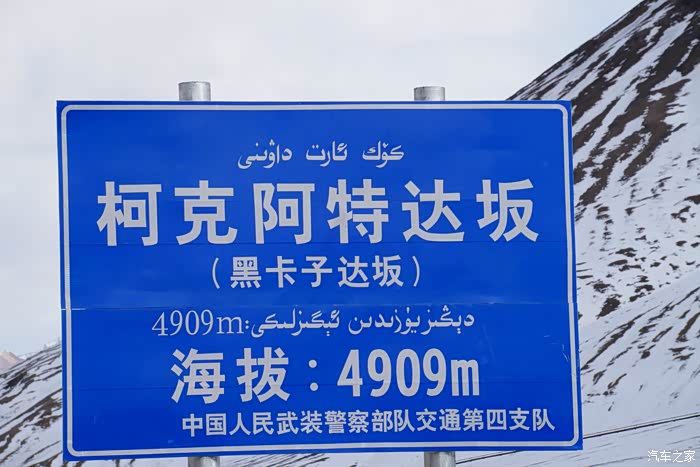 كۆك ئارت داۋىنى
柯克阿特达坂
(黑卡子达坂)
دېڭىز يۈزىدىن ئېگىزلىكى:4909m
海拔:4909m
中国人民武装警察部队交通第四支队
汽车之家